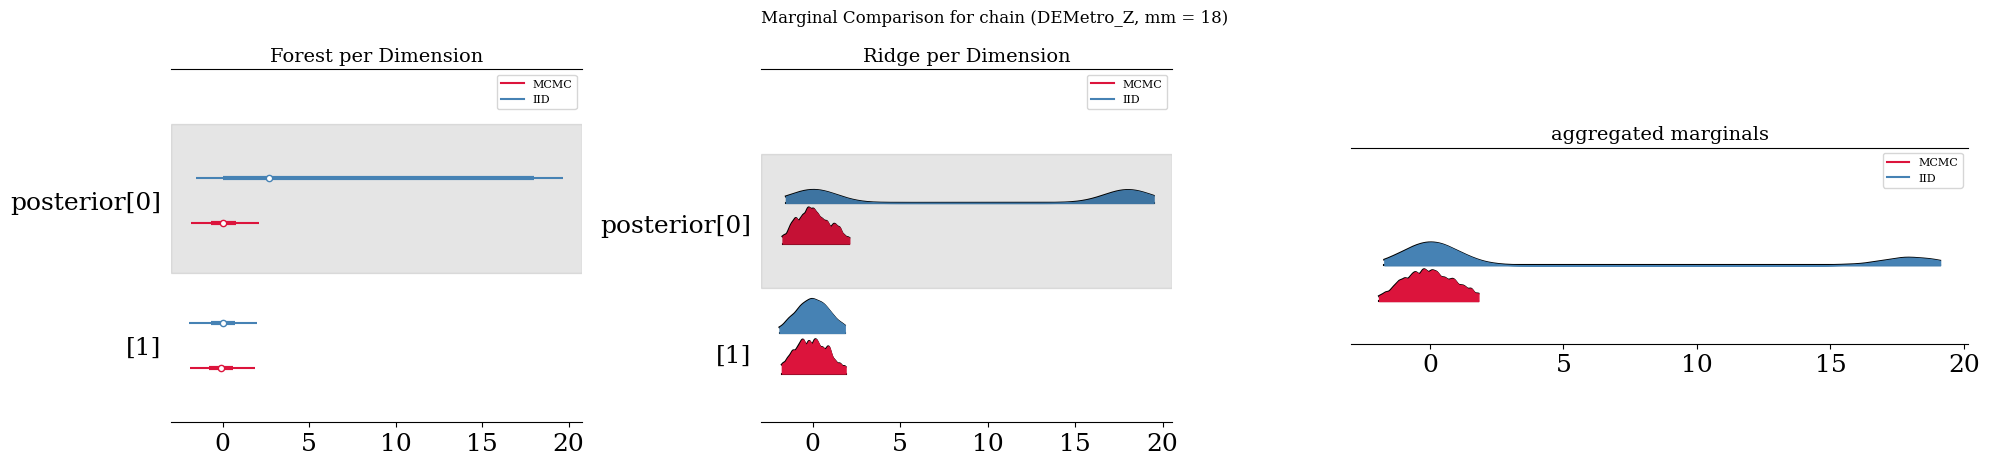 Marginal Comparison for chain (DEMetro_Z, mm = 18)
Forest per Dimension
MCMC
IID
posterior[0]
[1]
0 5 10 15 20
Ridge per Dimension
MCMC
IID
posterior[0]
[1]
0 5 10 15 20
aggregated marginals
MCMC
IID
0 5 10 15 20